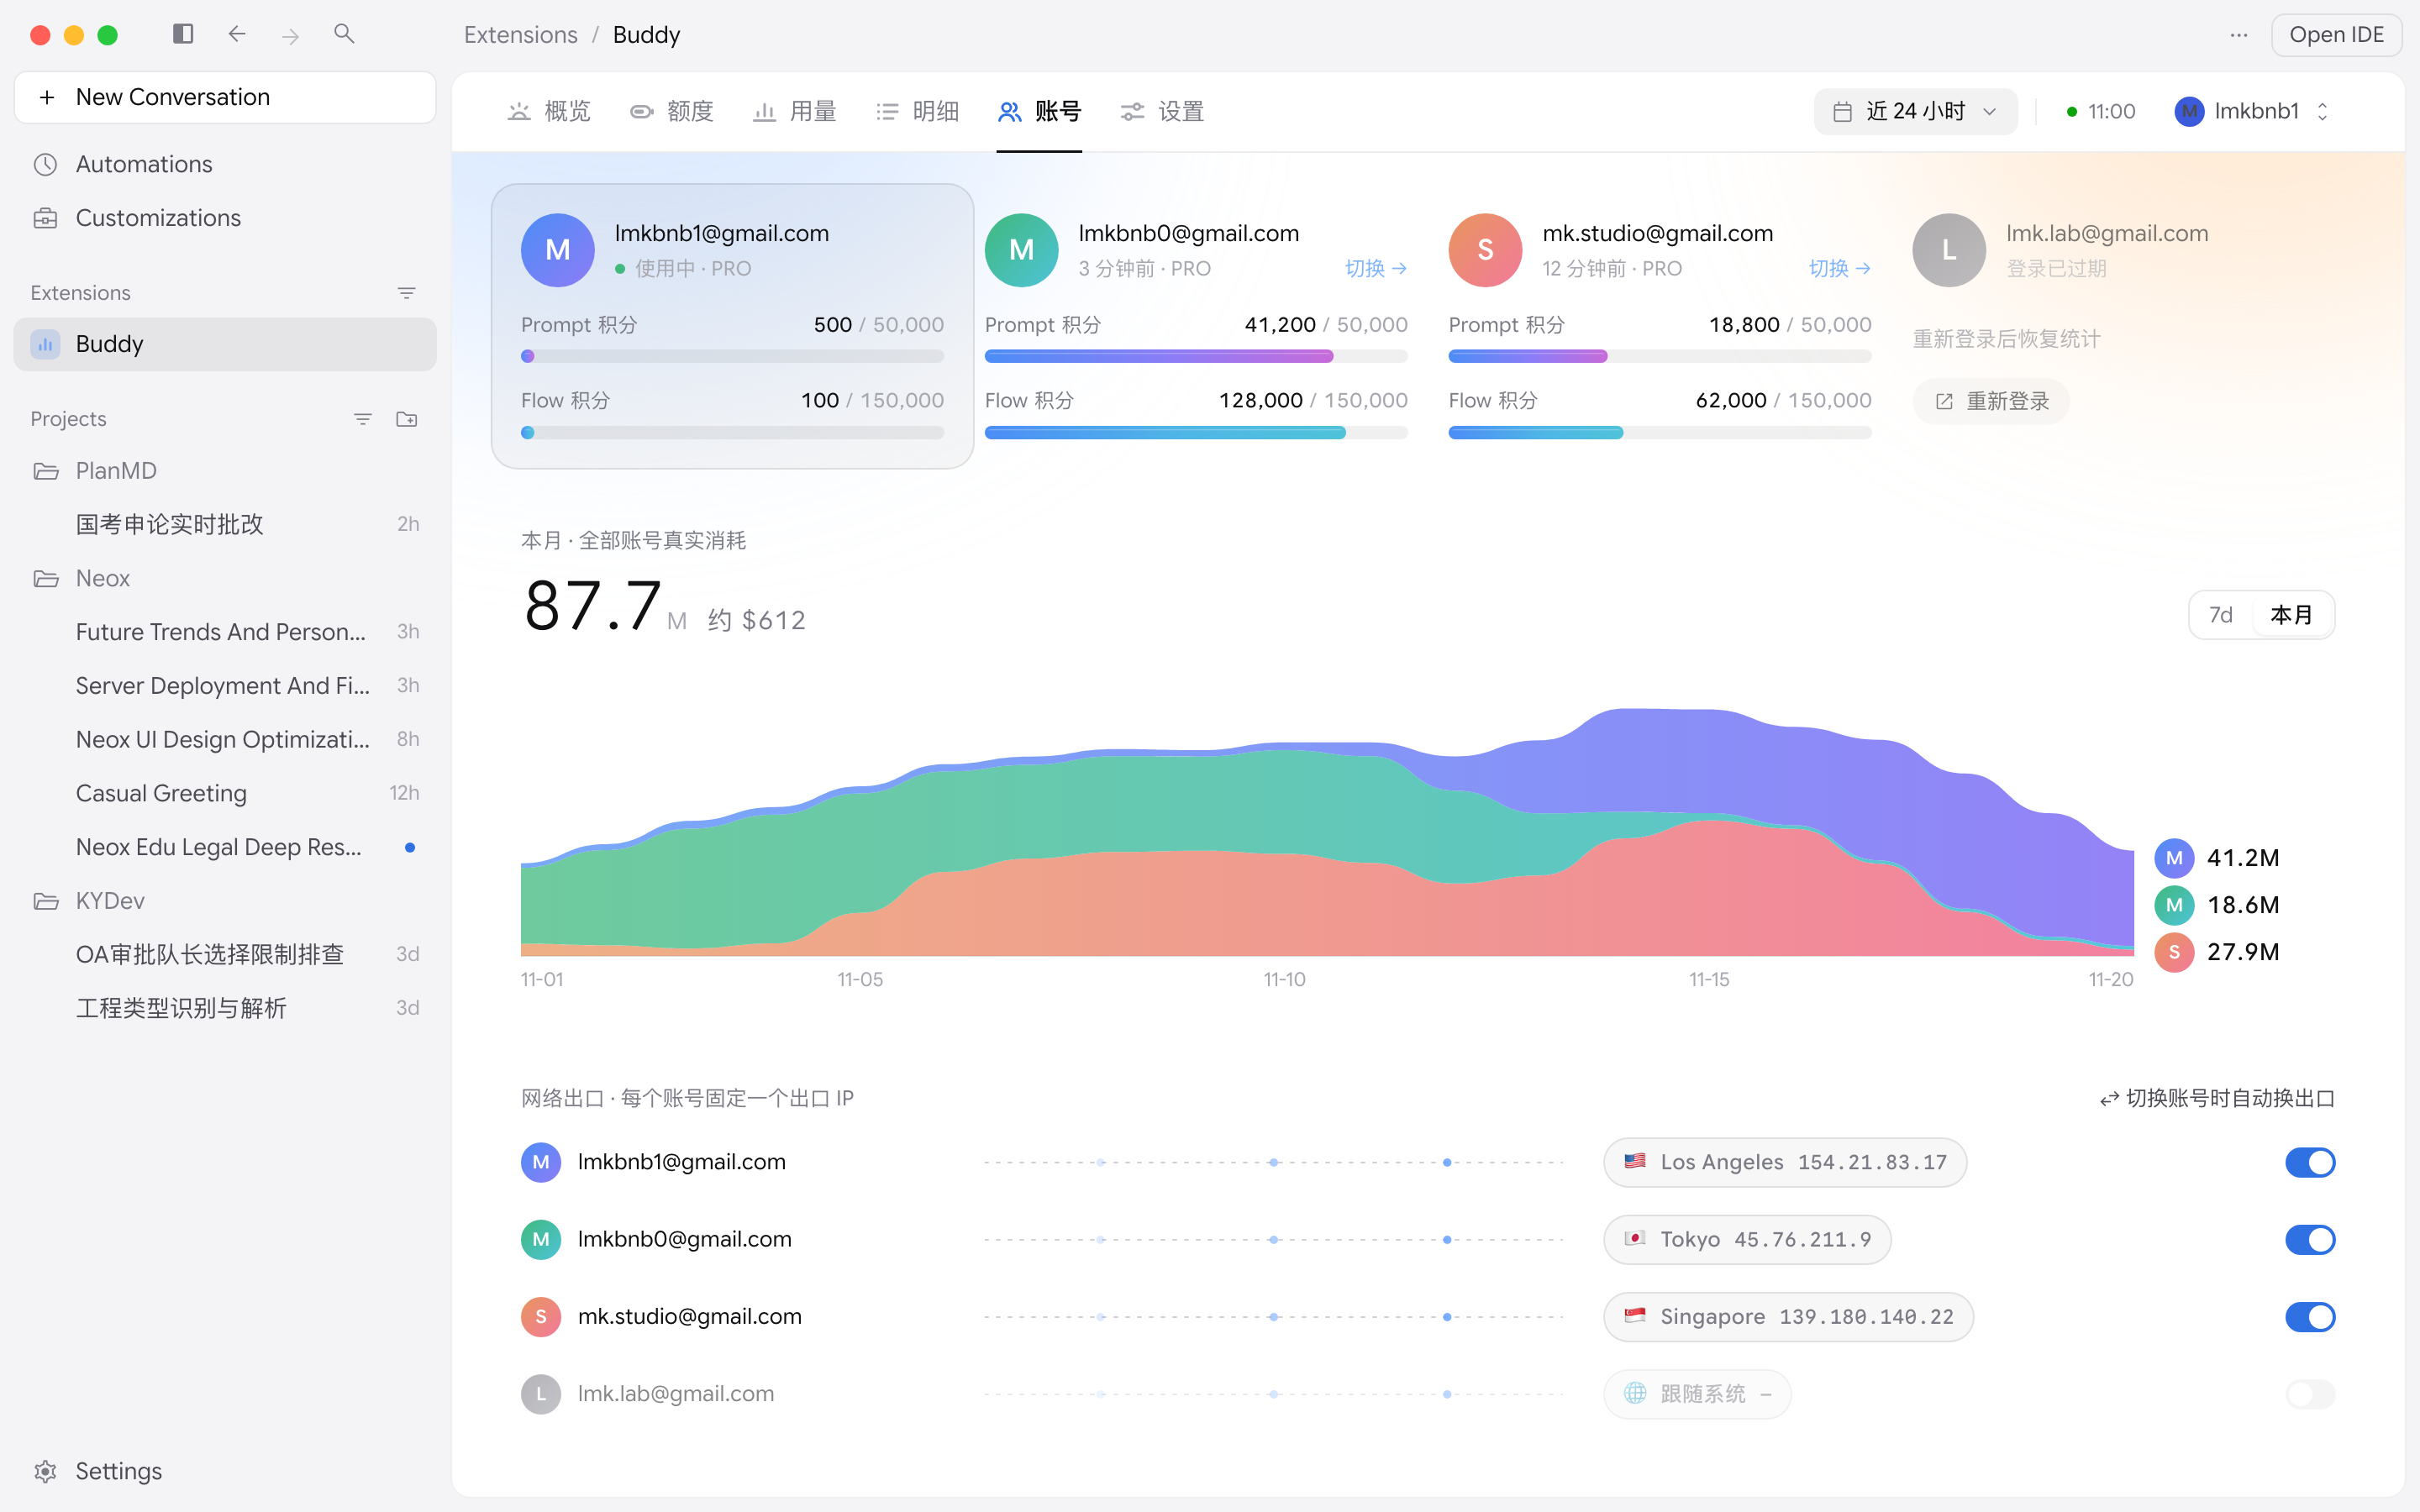 Extensions / Buddy
Open IDE
New Conversation
Automations
Customizations
Extensions
Buddy
Projects
PlanMD
国考申论实时批改 2h
Neox
Future Trends And Person... 3h
Server Deployment And Fi... 3h
Neox UI Design Optimizati... 8h
Casual Greeting 12h
Neox Edu Legal Deep Res...
KYDev
OA审批队长选择限制排查 3d
工程类型识别与解析 3d
Settings
概览 额度 用量 明细 账号 设置
近 24 小时 11:00 M lmkbnb1
M lmkbnb1@gmail.com
使用中 · PRO
Prompt 积分 500 / 50,000
Flow 积分 100 / 150,000
M lmkbnb0@gmail.com
3 分钟前 · PRO 切换 →
Prompt 积分 41,200 / 50,000
Flow 积分 128,000 / 150,000
S mk.studio@gmail.com
12 分钟前 · PRO 切换 →
Prompt 积分 18,800 / 50,000
Flow 积分 62,000 / 150,000
L lmk.lab@gmail.com
登录已过期
重新登录后恢复统计
重新登录
本月 · 全部账号真实消耗
87.7 M 约 $612
7d 本月
M 41.2M
M 18.6M
S 27.9M
11-01 11-05 11-10 11-15 11-20
网络出口 · 每个账号固定一个出口 IP
切换账号时自动换出口
M lmkbnb1@gmail.com Los Angeles 154.21.83.17
M lmkbnb0@gmail.com Tokyo 45.76.211.9
S mk.studio@gmail.com Singapore 139.180.140.22
L lmk.lab@gmail.com 跟随系统 –